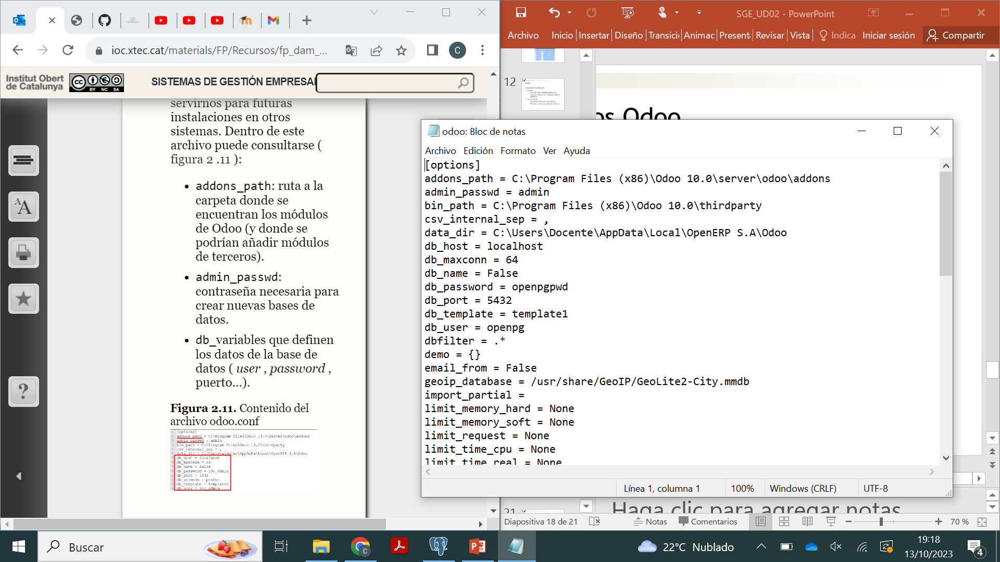 ioc.xtec.cat/materials/FP/Recursos/fp_dam_...
C
Institut Obert
de Catalunya
CC BY NC SA
SISTEMAS DE GESTIÓN EMPRESAI
servirnos para futuras
instalaciones en otros
sistemas. Dentro de este
archivo puede consultarse (
figura 2 .11 ):
• addons_path: ruta a la
carpeta donde se
encuentran los módulos
de Odoo (y donde se
podrían añadir módulos
de terceros).
• admin_passwd:
contraseña necesaria para
crear nuevas bases de
datos.
• db_variables que definen
los datos de la base de
datos ( user , password ,
puerto...).
Figura 2.11. Contenido del
archivo odoo.conf
[options]
addons_path = C:\Program Files\Odoo 13.0\server\odoo\addons
admin_passwd = admin
bin_path = C:\Program Files\Odoo 13.0\thirdparty
csv_internal_sep = ,
data_dir = C:\Users\windows\AppData\Local\OpenERP S.A\Odoo
db_host = localhost
db_maxconn = 64
db_name = False
db_password =
db_port = 5432
db_sslmode = prefer
db_template = template0
db_user = ioc_admin
SGE_UD02 - PowerPoint
Archivo Inicio Insertar Diseño Transicio Animac Present Revisar Vista Indica Iniciar sesión Compartir
12
os Odoo
odoo: Bloc de notas
Archivo Edición Formato Ver Ayuda
[options]
addons_path = C:\Program Files (x86)\Odoo 10.0\server\odoo\addons
admin_passwd = admin
bin_path = C:\Program Files (x86)\Odoo 10.0\thirdparty
csv_internal_sep = ,
data_dir = C:\Users\Docente\AppData\Local\OpenERP S.A\Odoo
db_host = localhost
db_maxconn = 64
db_name = False
db_password = openpgpwd
db_port = 5432
db_template = template1
db_user = openpg
dbfilter = .*
demo = {}
email_from = False
geoip_database = /usr/share/GeoIP/GeoLite2-City.mmdb
import_partial =
limit_memory_hard = None
limit_memory_soft = None
limit_request = None
limit_time_cpu = None
limit_time_real = None
Línea 1, columna 1 100% Windows (CRLF) UTF-8
21
Haga clic para agregar notas
Diapositiva 18 de 21 Notas Comentarios 70 %
Buscar
22°C Nublado
19:18
13/10/2023
4